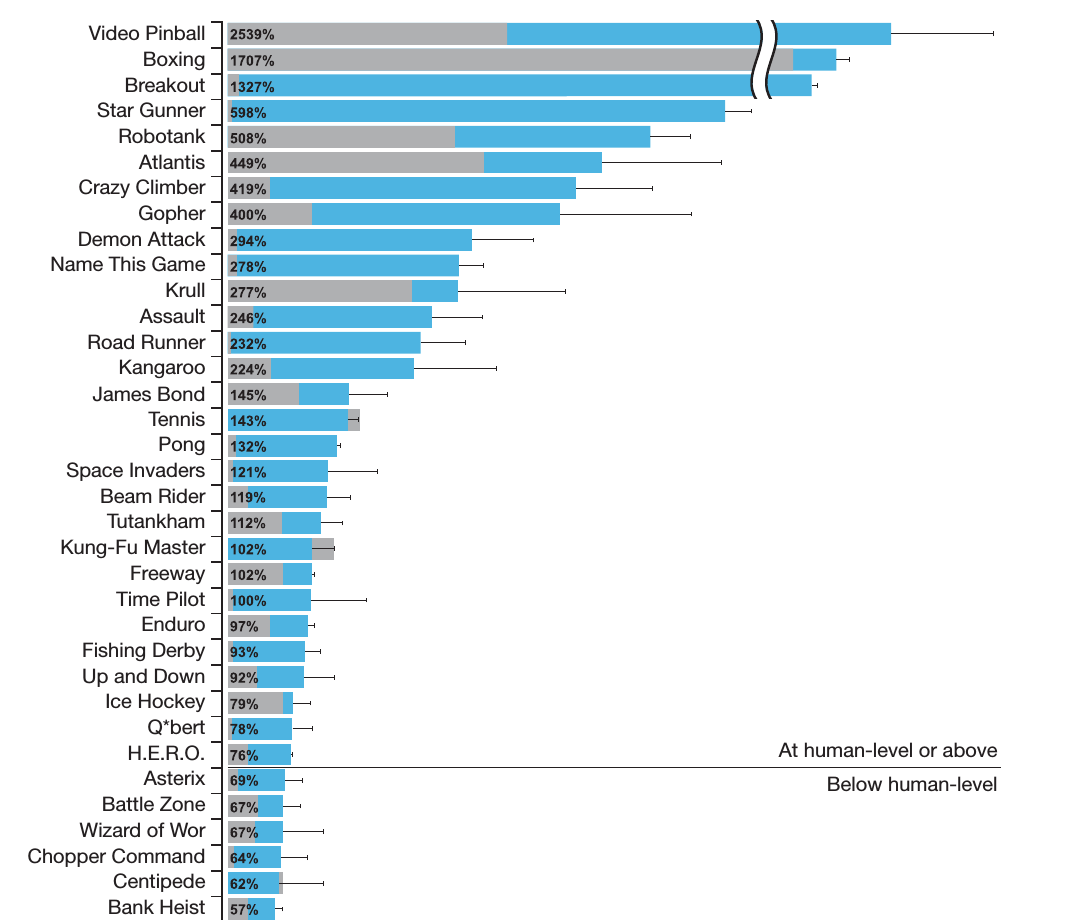 Video Pinball 2539%
Boxing 1707%
Breakout 1327%
Star Gunner 598%
Robotank 508%
Atlantis 449%
Crazy Climber 419%
Gopher 400%
Demon Attack 294%
Name This Game 278%
Krull 277%
Assault 246%
Road Runner 232%
Kangaroo 224%
James Bond 145%
Tennis 143%
Pong 132%
Space Invaders 121%
Beam Rider 119%
Tutankham 112%
Kung-Fu Master 102%
Freeway 102%
Time Pilot 100%
Enduro 97%
Fishing Derby 93%
Up and Down 92%
Ice Hockey 79%
Q*bert 78%
H.E.R.O. 76%
At human-level or above
Below human-level
Asterix 69%
Battle Zone 67%
Wizard of Wor 67%
Chopper Command 64%
Centipede 62%
Bank Heist 57%